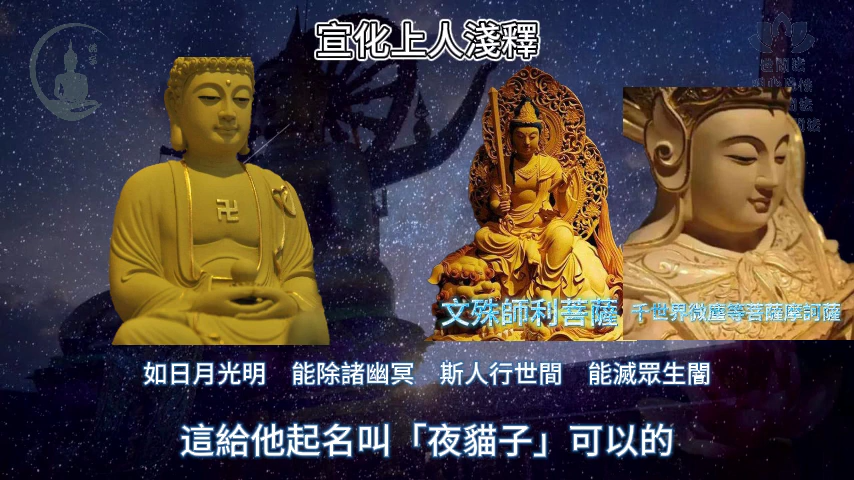 宣化上人淺釋
卍
文殊師利菩薩
千世界微塵等菩薩摩訶薩
如日月光明 能除諸幽冥 斯人行世間 能滅眾生闇
這給他起名叫「夜貓子」可以的